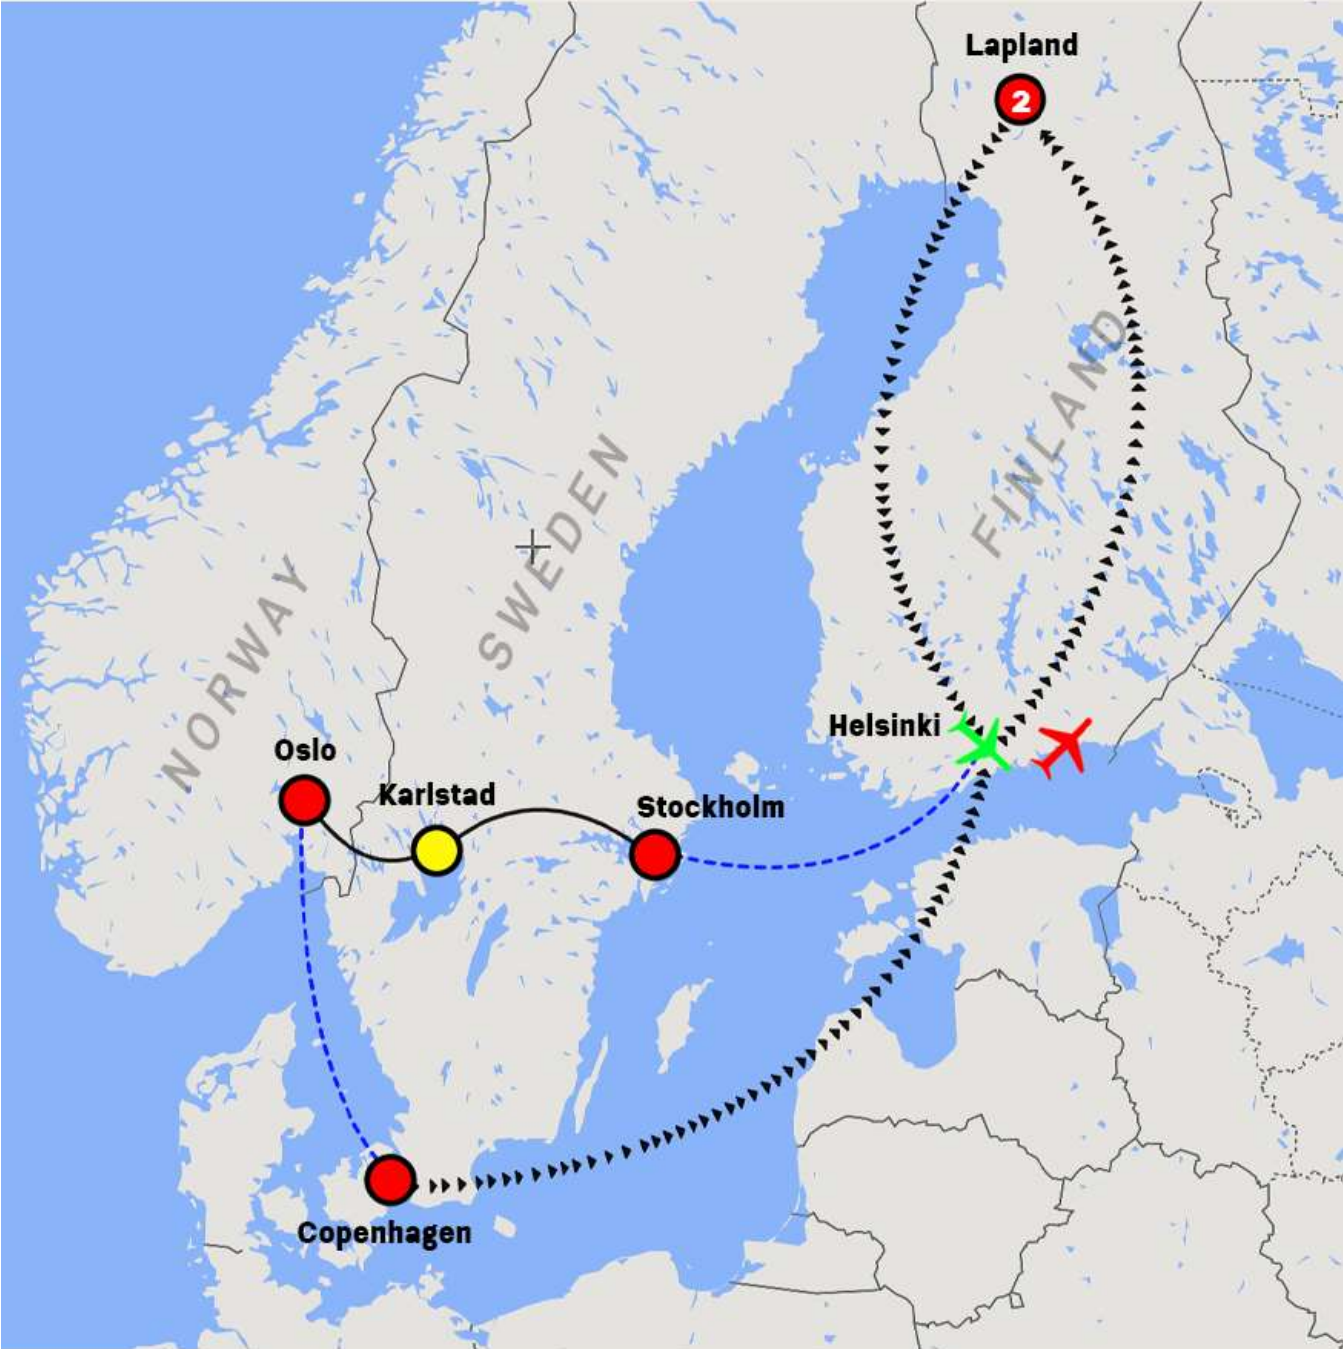 Lapland
2
FINLAND
SWEDEN
NORWAY
Helsinki
Oslo
Karlstad
Stockholm
Copenhagen